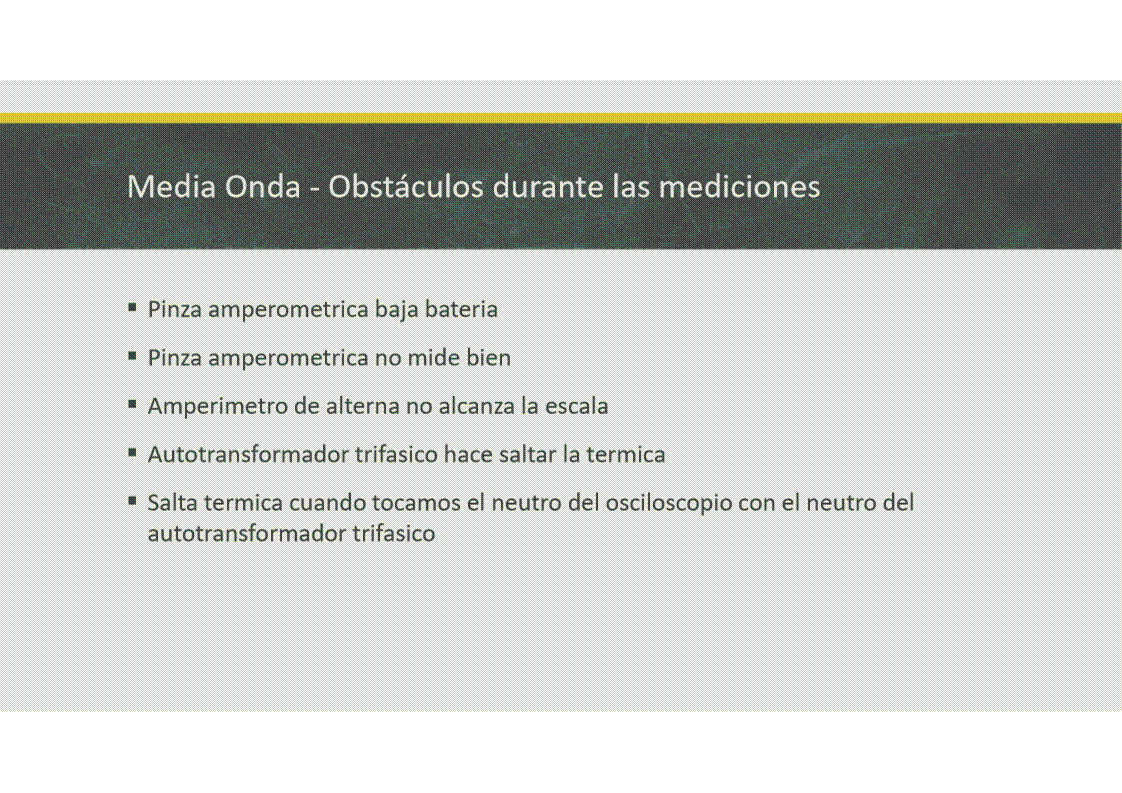 Media Onda - Obstáculos durante las mediciones
▪ Pinza amperometrica baja bateria
▪ Pinza amperometrica no mide bien
▪ Amperimetro de alterna no alcanza la escala
▪ Autotransformador trifasico hace saltar la termica
▪ Salta termica cuando tocamos el neutro del osciloscopio con el neutro del
autotransformador trifasico